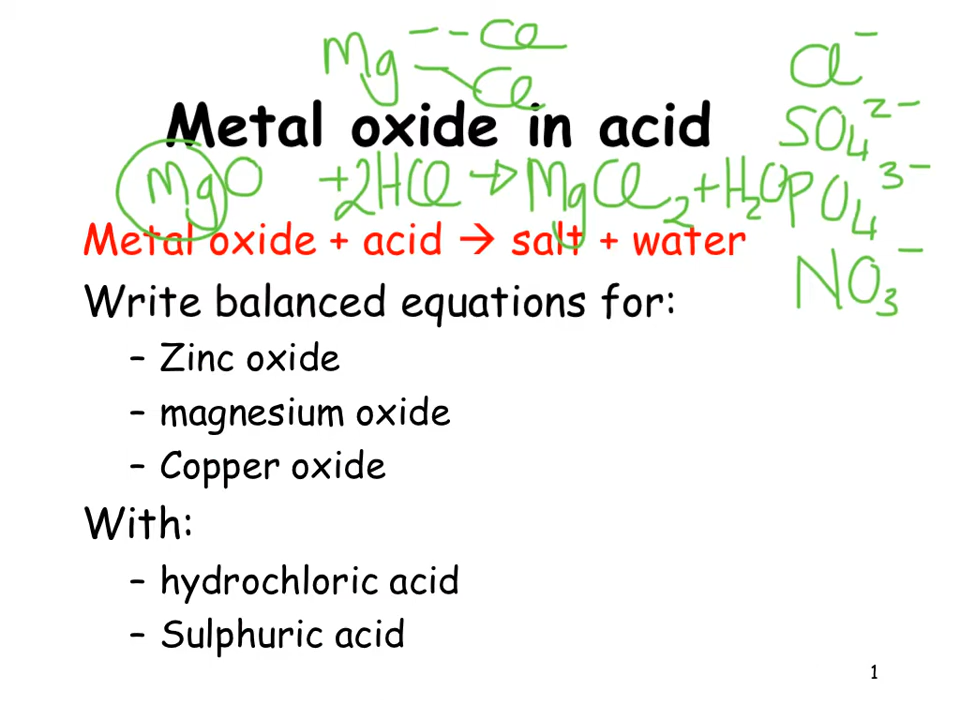 Mg -- Cl
Cl
Cl⁻
Metal oxide in acid
SO₄²⁻
MgO + 2HCl → MgCl₂ + H₂O
PO₄³⁻
Metal oxide + acid → salt + water
NO₃⁻
Write balanced equations for:
– Zinc oxide
– magnesium oxide
– Copper oxide
With:
– hydrochloric acid
– Sulphuric acid
1